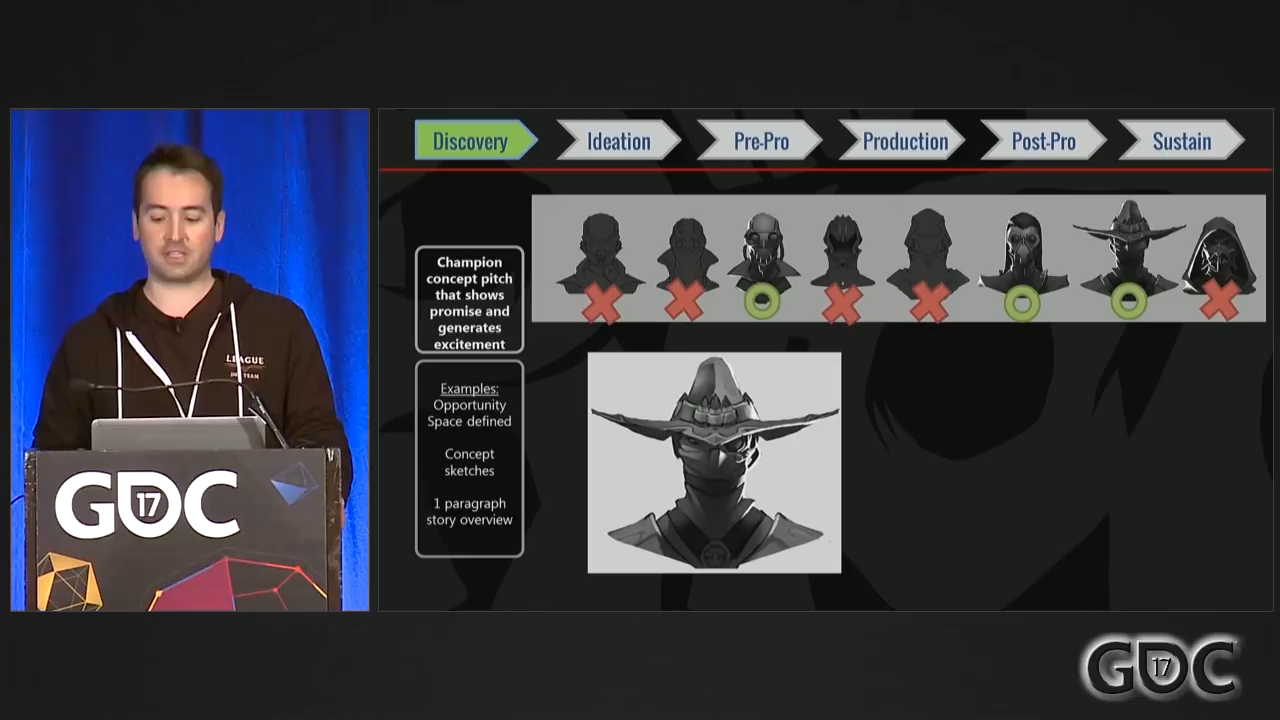 Discovery
Ideation
Pre-Pro
Production
Post-Pro
Sustain
Champion
concept pitch
that shows
promise and
generates
excitement
Examples:
Opportunity
Space defined
Concept
sketches
1 paragraph
story overview
LEAGUE
TEAM
GDC
17
GDC
17